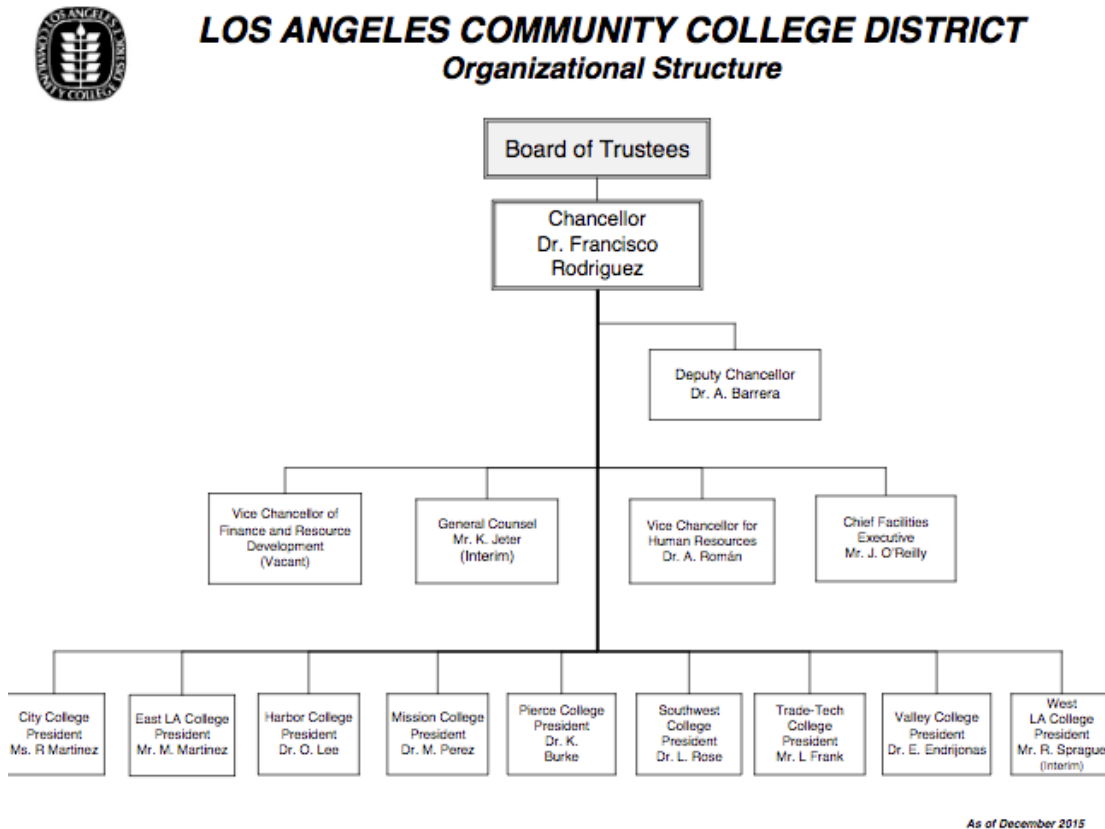 LOS ANGELES COMMUNITY COLLEGE DISTRICT
COMMUNITY COLLEGE DISTRICT LOS ANGELES
Organizational Structure
Board of Trustees
Chancellor
Dr. Francisco
Rodriguez
Deputy Chancellor
Dr. A. Barrera
Vice Chancellor of
Finance and Resource
Development
(Vacant)
General Counsel
Mr. K. Jeter
(Interim)
Vice Chancellor for
Human Resources
Dr. A. Román
Chief Facilities
Executive
Mr. J. O'Reilly
City College
President
Ms. R Martinez
East LA College
President
Mr. M. Martinez
Harbor College
President
Dr. O. Lee
Mission College
President
Dr. M. Perez
Pierce College
President
Dr. K.
Burke
Southwest
College
President
Dr. L. Rose
Trade-Tech
College
President
Mr. L Frank
Valley College
President
Dr. E. Endrijonas
West
LA College
President
Mr. R. Sprague
(Interim)
As of December 2015